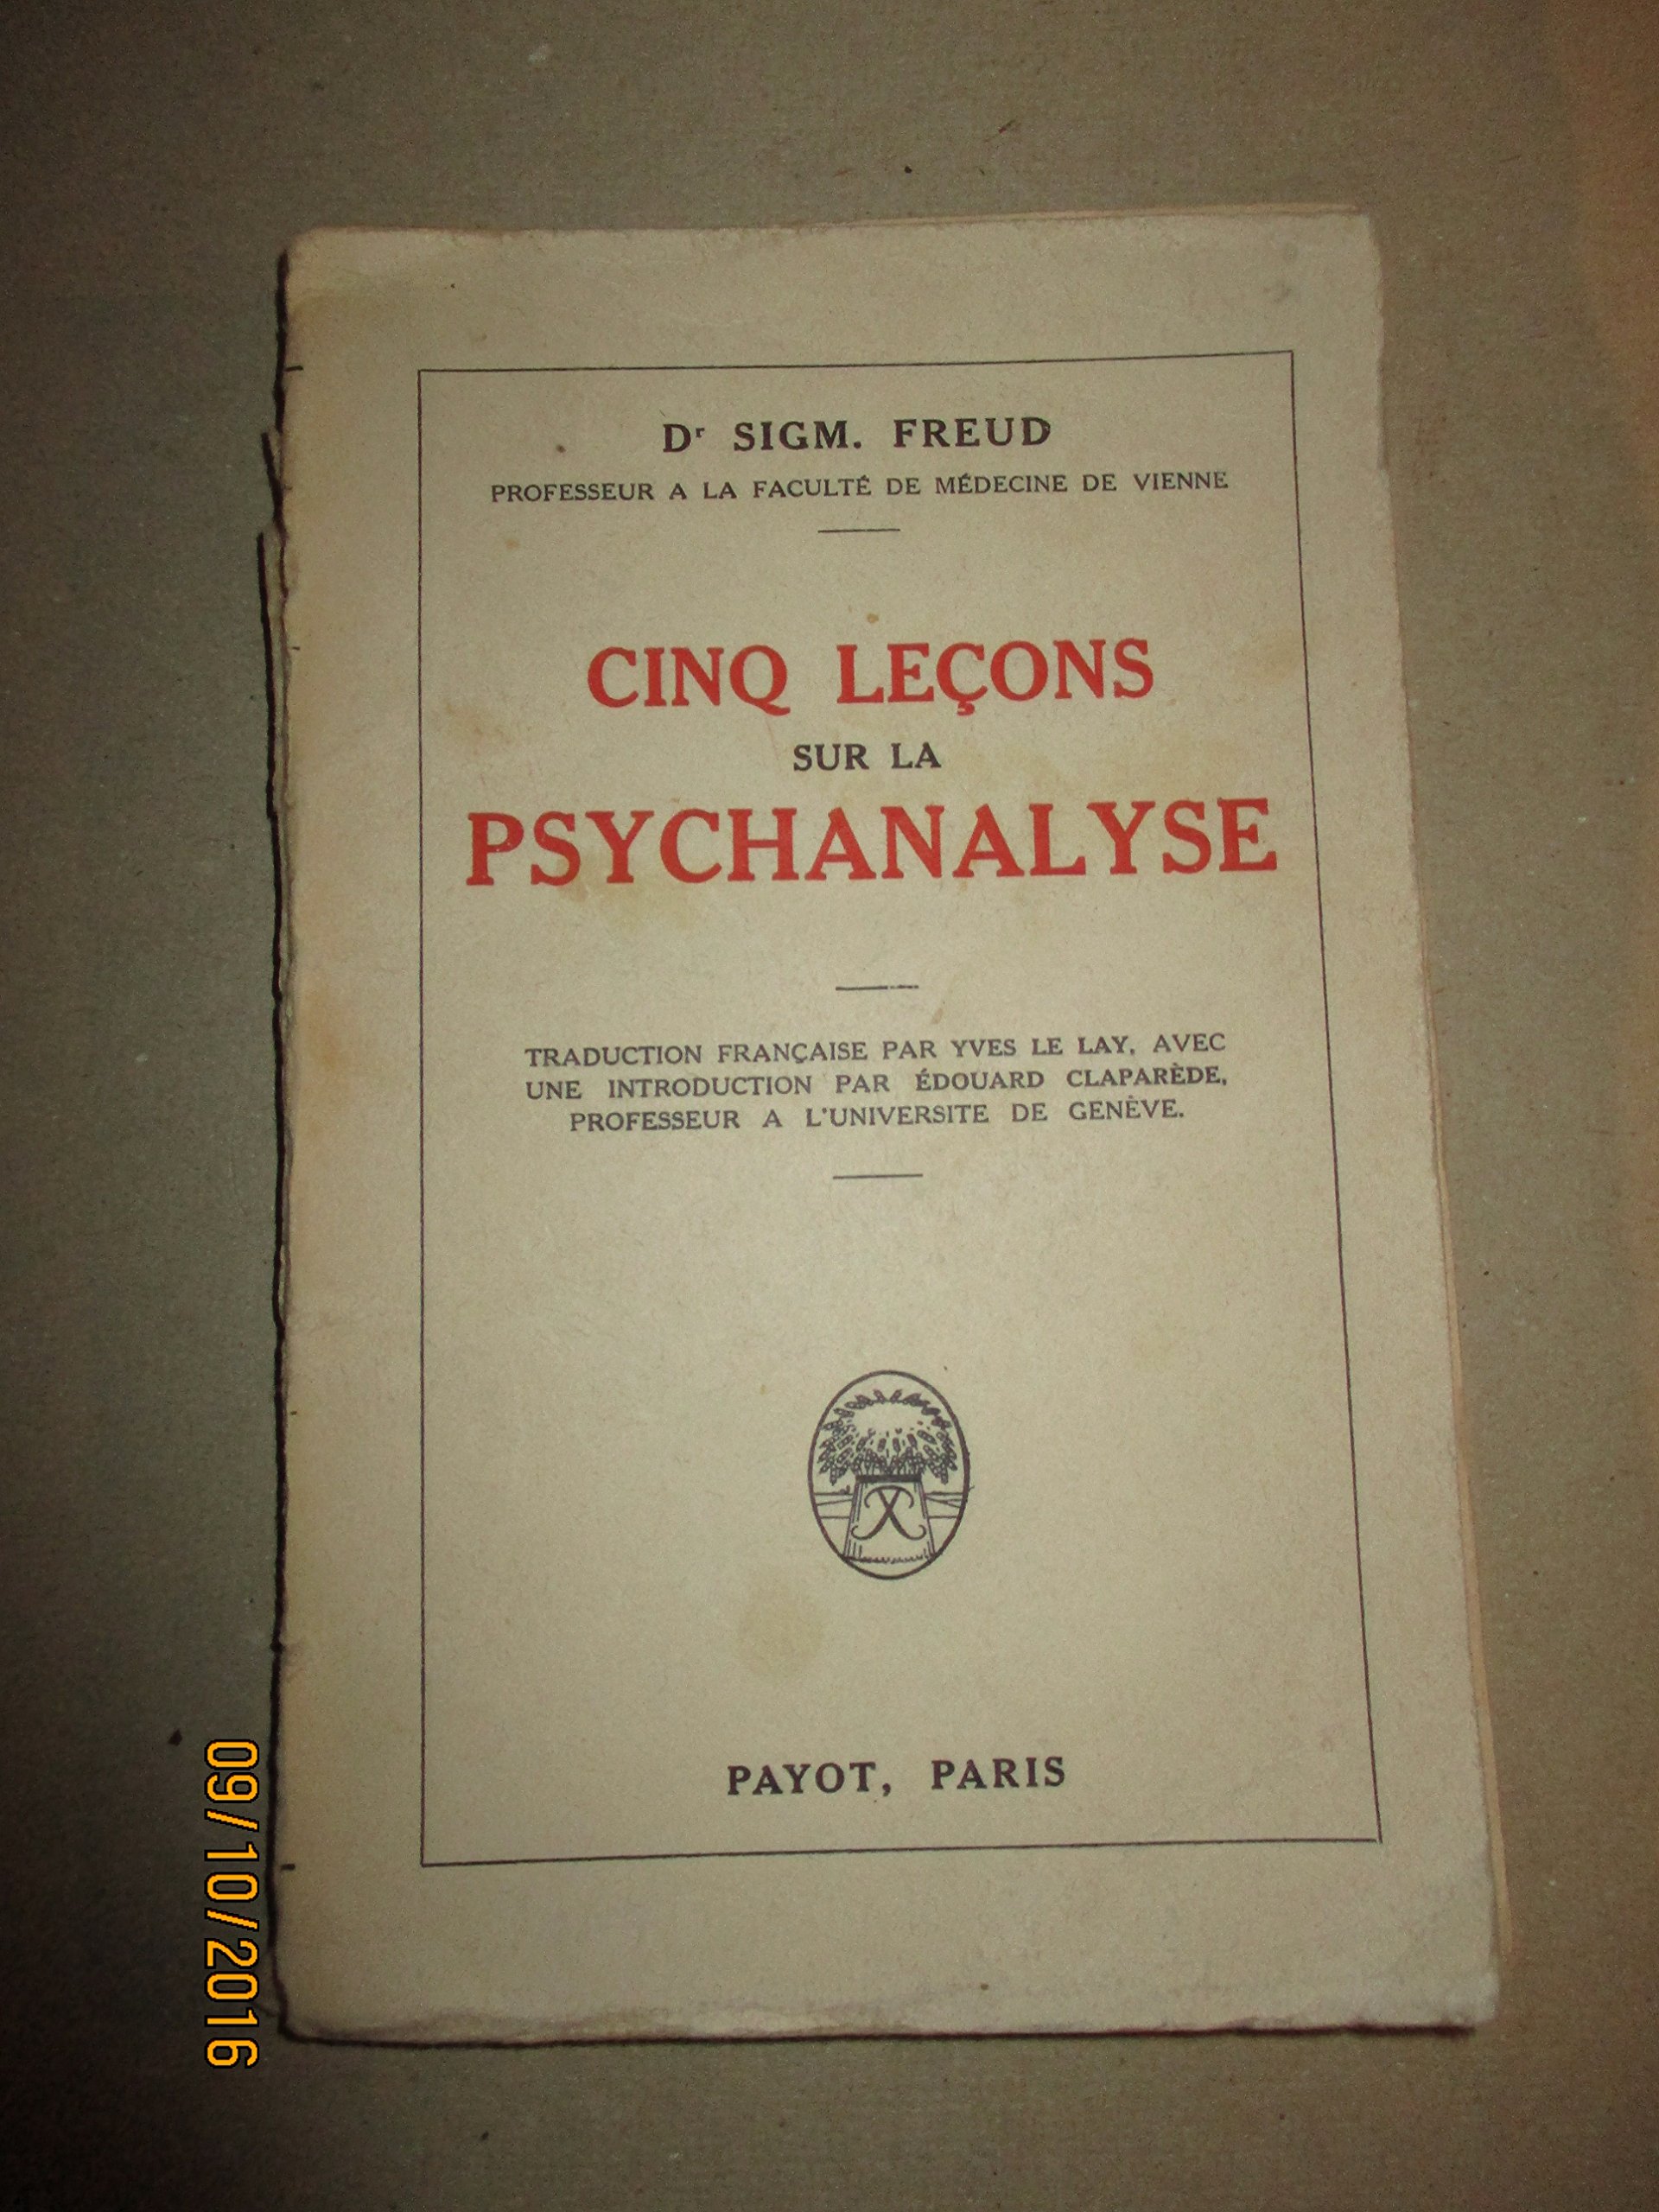 Dr SIGM. FREUD
PROFESSEUR A LA FACULTÉ DE MÉDECINE DE VIENNE
CINQ LEÇONS
SUR LA
PSYCHANALYSE
TRADUCTION FRANÇAISE PAR YVES LE LAY, AVEC
UNE INTRODUCTION PAR ÉDOUARD CLAPARÈDE,
PROFESSEUR A L'UNIVERSITE DE GENÈVE.
PAYOT, PARIS
09/10/2016